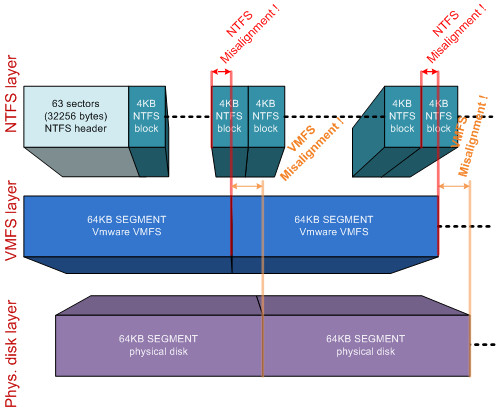 NTFS
Misalignment !
NTFS
Misalignment !
NTFS layer
63 sectors
(32256 bytes)
NTFS header
4KB
NTFS
block
4KB
NTFS
block
4KB
NTFS
block
4KB
NTFS
block
4KB
NTFS
block
VMFS
Misalignment !
VMFS
Misalignment !
VMFS layer
64KB SEGMENT
Vmware VMFS
64KB SEGMENT
Vmware VMFS
Phys. disk layer
64KB SEGMENT
physical disk
64KB SEGMENT
physical disk